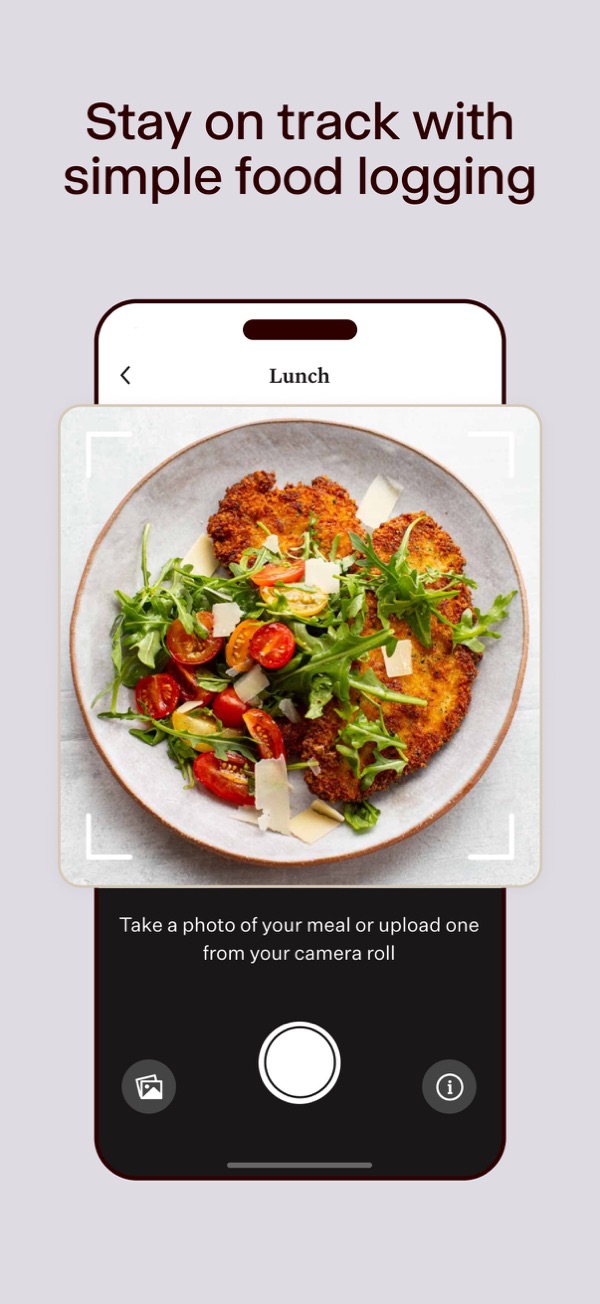 Stay on track with
simple food logging
Lunch
Take a photo of your meal or upload one
from your camera roll